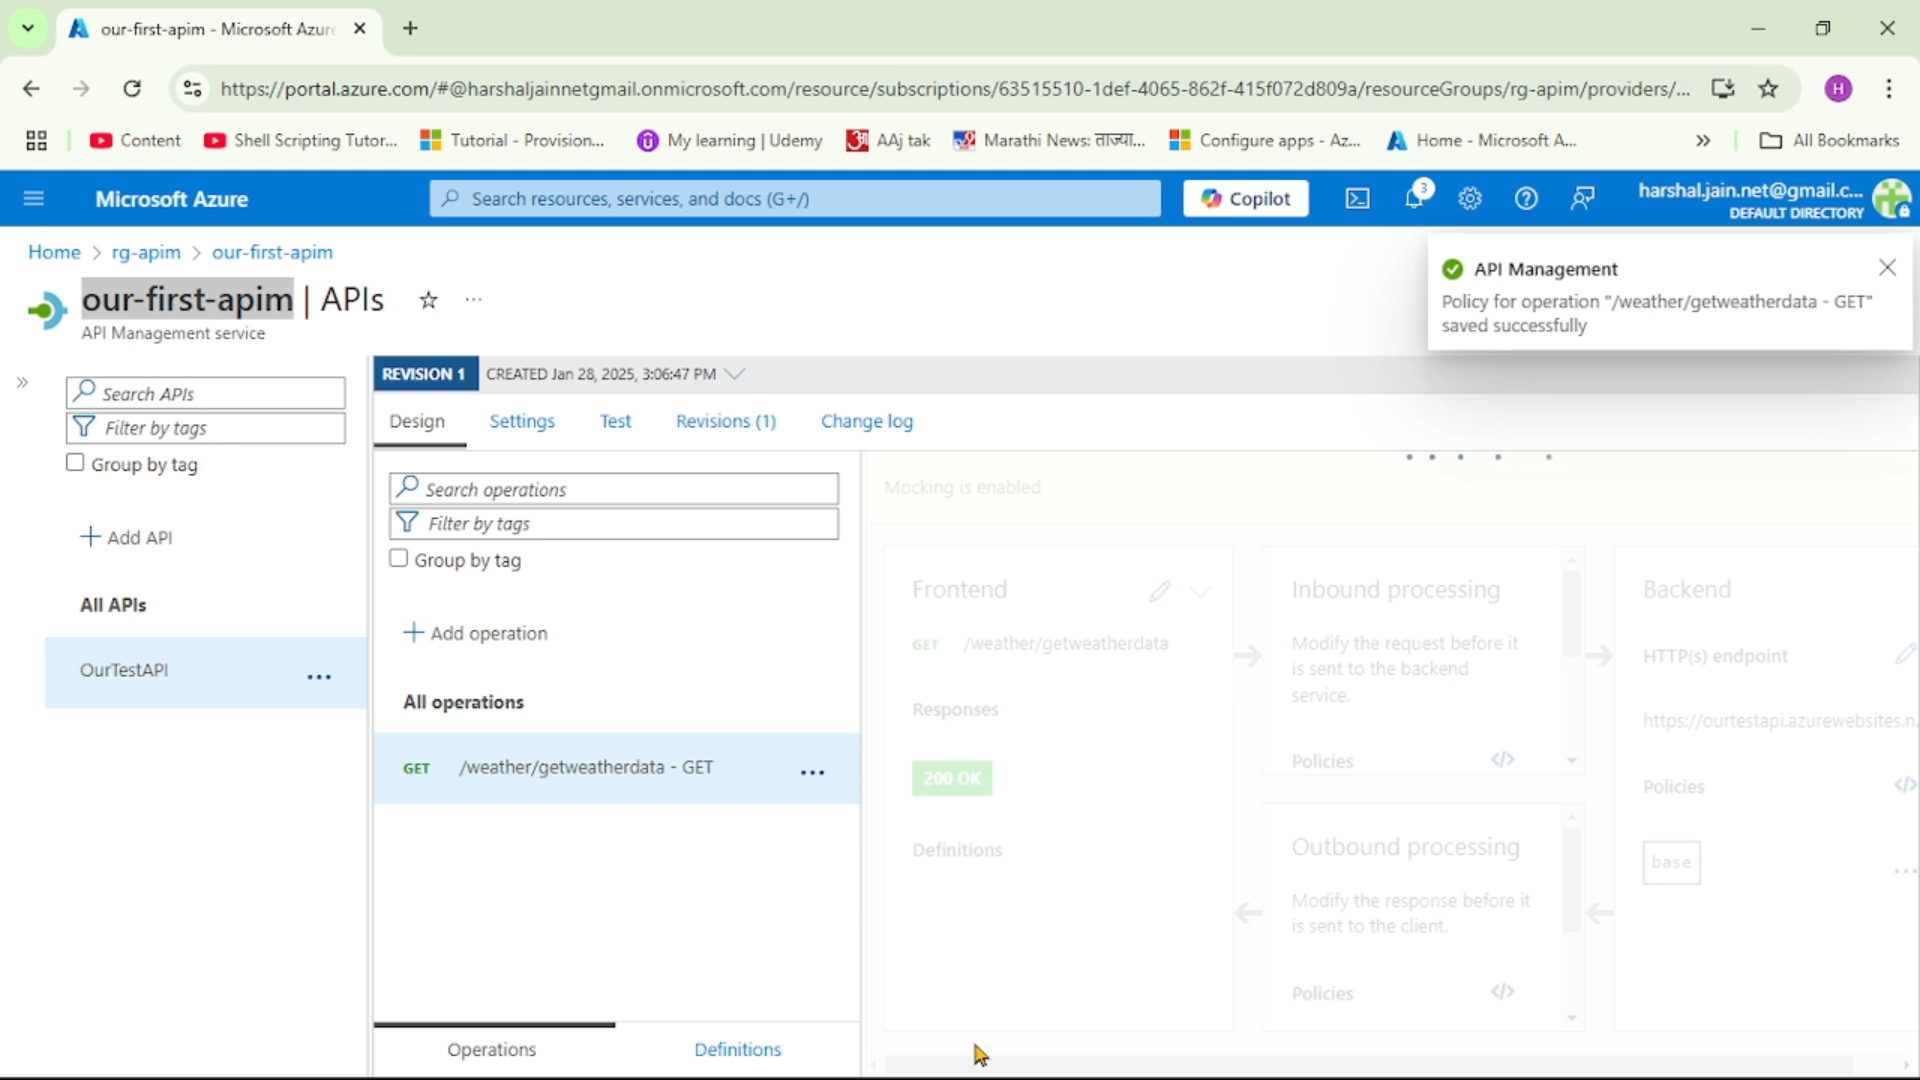 our-first-apim - Microsoft Azure
https://portal.azure.com/#@harshaljainnetgmail.onmicrosoft.com/resource/subscriptions/63515510-1def-4065-862f-415f072d809a/resourceGroups/rg-apim/providers/...
H
Content
Shell Scripting Tutor...
Tutorial - Provision...
My learning | Udemy
AAj tak
Marathi News: ताज्या...
Configure apps - Az...
Home - Microsoft A...
All Bookmarks
Microsoft Azure
Search resources, services, and docs (G+/)
Copilot
3
harshal.jain.net@gmail.c...
DEFAULT DIRECTORY
Home > rg-apim > our-first-apim
our-first-apim | APIs
API Management service
API Management
Policy for operation "/weather/getweatherdata - GET"
saved successfully
Search APIs
Filter by tags
Group by tag
+ Add API
All APIs
OurTestAPI
REVISION 1 CREATED Jan 28, 2025, 3:06:47 PM
Design Settings Test Revisions (1) Change log
Search operations
Filter by tags
Group by tag
+ Add operation
All operations
GET /weather/getweatherdata - GET
Operations Definitions
Mocking is enabled
Frontend
GET /weather/getweatherdata
Responses
200 OK
Definitions
Inbound processing
Modify the request before it
is sent to the backend
service.
Policies </>
Outbound processing
Modify the response before it
is sent to the client.
Policies </>
Backend
HTTP(s) endpoint
https://ourtestapi.azurewebsites.n
Policies </>
base